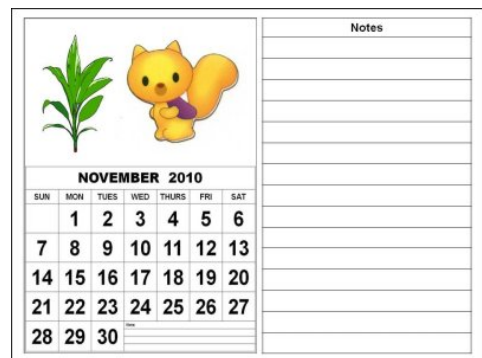 NOVEMBER 2010
SUN MON TUES WED THURS FRI SAT
1 2 3 4 5 6
7 8 9 10 11 12 13
14 15 16 17 18 19 20
21 22 23 24 25 26 27
28 29 30
Notes